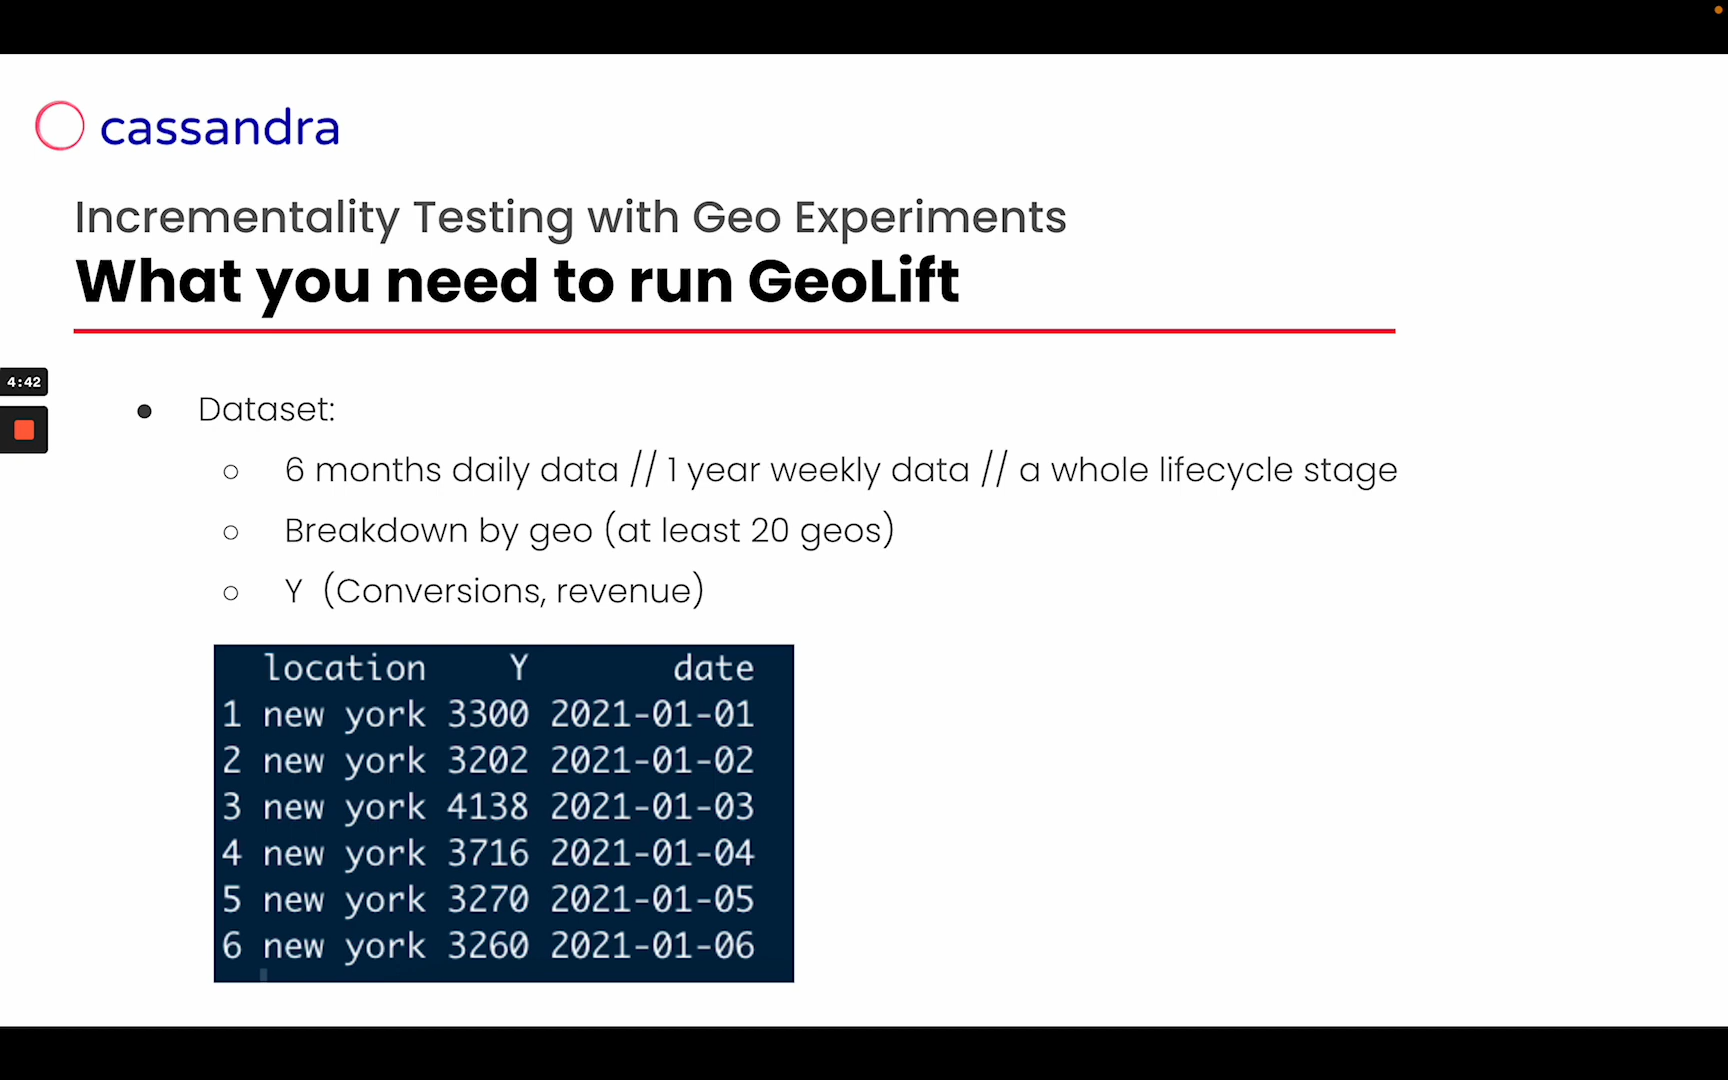 cassandra
Incrementality Testing with Geo Experiments
What you need to run GeoLift
4:42
● Dataset:
○ 6 months daily data // 1 year weekly data // a whole lifecycle stage
○ Breakdown by geo (at least 20 geos)
○ Y (Conversions, revenue)
location Y date
1 new york 3300 2021-01-01
2 new york 3202 2021-01-02
3 new york 4138 2021-01-03
4 new york 3716 2021-01-04
5 new york 3270 2021-01-05
6 new york 3260 2021-01-06